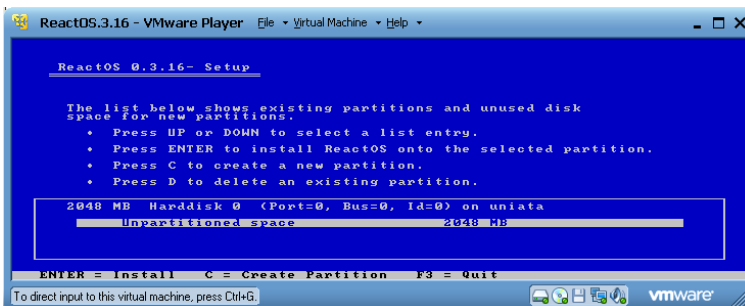 ReactOS.3.16 - VMware Player File Virtual Machine Help
ReactOS 0.3.16- Setup
The list below shows existing partitions and unused disk
space for new partitions.
• Press UP or DOWN to select a list entry.
• Press ENTER to install ReactOS onto the selected partition.
• Press C to create a new partition.
• Press D to delete an existing partition.
2048 MB Harddisk 0 (Port=0, Bus=0, Id=0) on uniata
Unpartitioned space 2048 MB
ENTER = Install C = Create Partition F3 = Quit
To direct input to this virtual machine, press Ctrl+G.
vmware